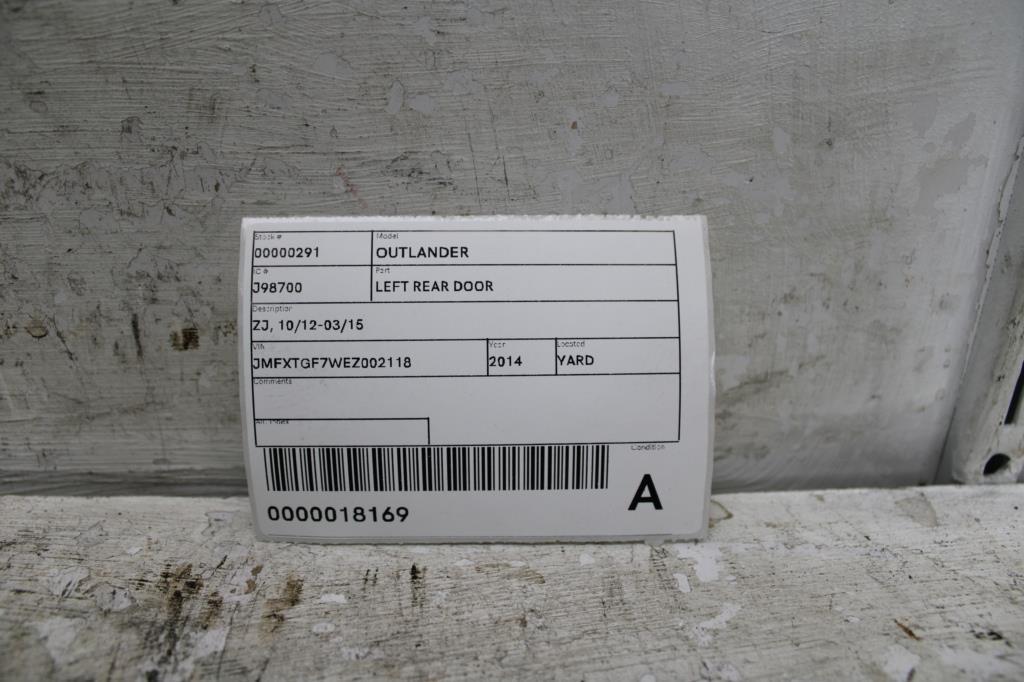 Stock # Model
00000291 OUTLANDER
IC # Part
J98700 LEFT REAR DOOR
Description
ZJ, 10/12-03/15
VIN Year Located
JMFXTGF7WEZ002118 2014 YARD
Comments
Alt. Index
Condition
A
0000018169